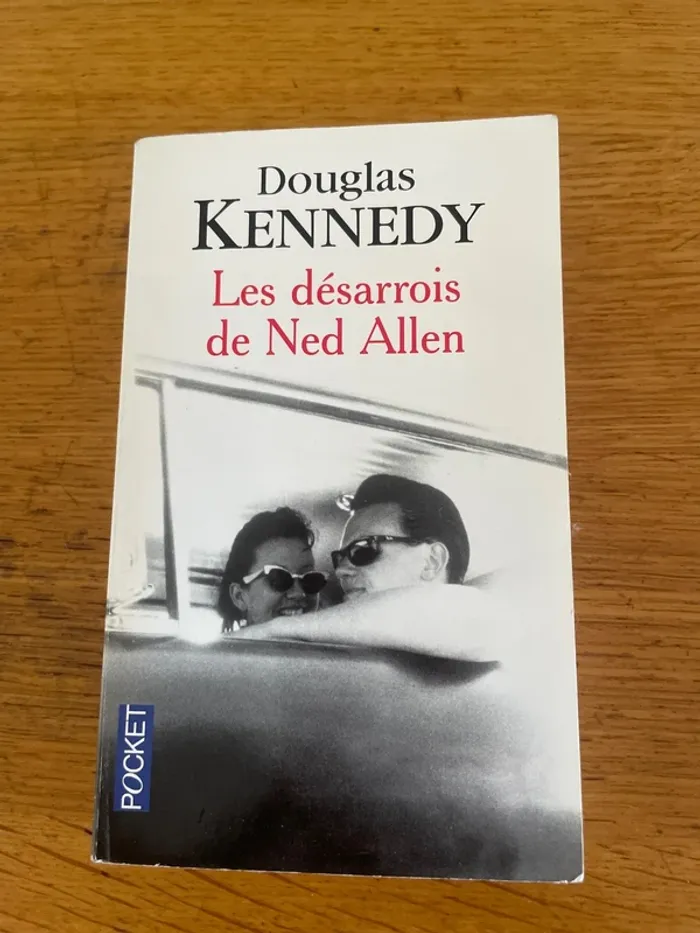 Douglas
KENNEDY
Les désarrois
de Ned Allen
POCKET